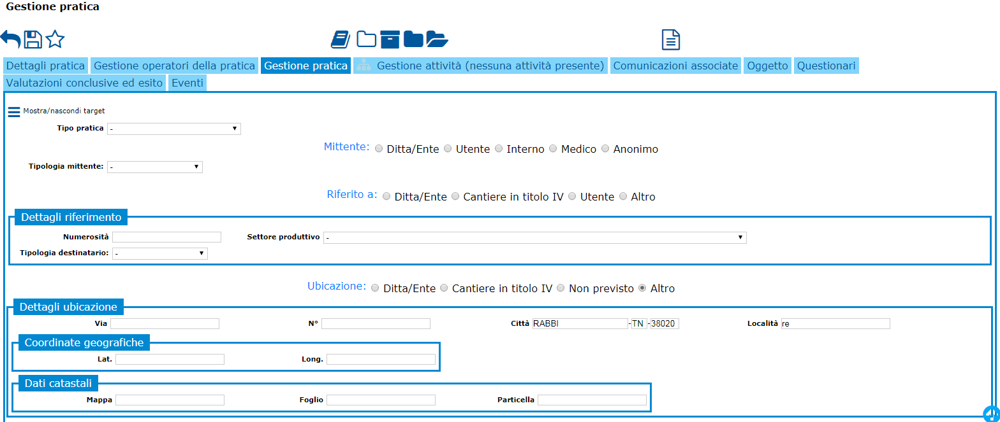 Gestione pratica
Dettagli pratica Gestione operatori della pratica Gestione pratica Gestione attività (nessuna attività presente) Comunicazioni associate Oggetto Questionari
Valutazioni conclusive ed esito Eventi
Mostra/nascondi target
Tipo pratica -
Mittente: Ditta/Ente Utente Interno Medico Anonimo
Tipologia mittente: -
Riferito a: Ditta/Ente Cantiere in titolo IV Utente Altro
Dettagli riferimento
Numerosità Settore produttivo -
Tipologia destinatario: -
Ubicazione: Ditta/Ente Cantiere in titolo IV Non previsto Altro
Dettagli ubicazione
Via N° Città RABBI -TN -38020 Località re
Coordinate geografiche
Lat. Long.
Dati catastali
Mappa Foglio Particella